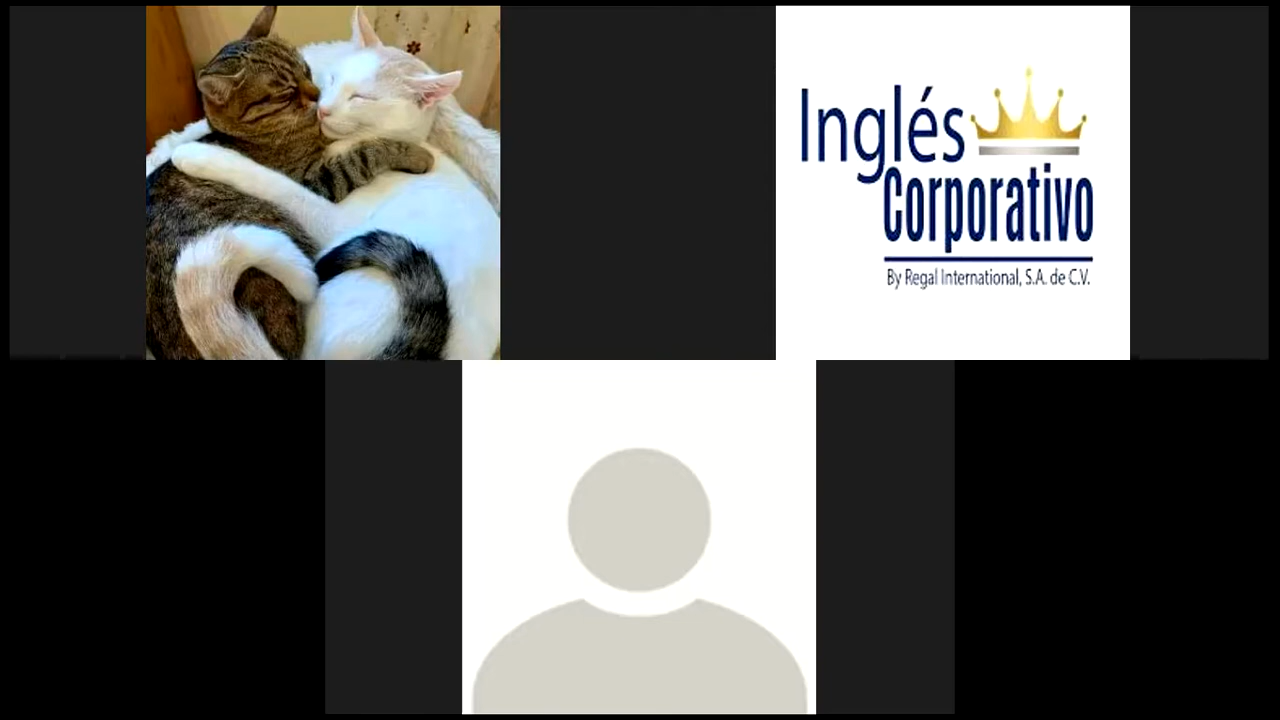 Inglés
Corporativo
By Regal International, S.A. de C.V.